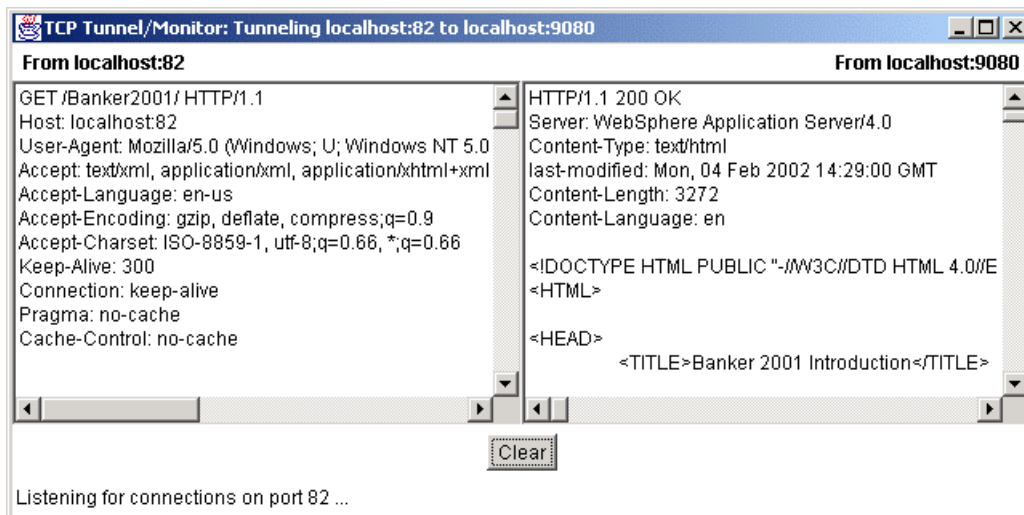 TCP Tunnel/Monitor: Tunneling localhost:82 to localhost:9080
From localhost:82
From localhost:9080
GET /Banker2001/ HTTP/1.1
Host: localhost:82
User-Agent: Mozilla/5.0 (Windows; U; Windows NT 5.0
Accept: text/xml, application/xml, application/xhtml+xml
Accept-Language: en-us
Accept-Encoding: gzip, deflate, compress;q=0.9
Accept-Charset: ISO-8859-1, utf-8;q=0.66, *;q=0.66
Keep-Alive: 300
Connection: keep-alive
Pragma: no-cache
Cache-Control: no-cache
HTTP/1.1 200 OK
Server: WebSphere Application Server/4.0
Content-Type: text/html
last-modified: Mon, 04 Feb 2002 14:29:00 GMT
Content-Length: 3272
Content-Language: en
<!DOCTYPE HTML PUBLIC "-//W3C//DTD HTML 4.0//E
<HTML>
<HEAD>
<TITLE>Banker 2001 Introduction</TITLE>
Clear
Listening for connections on port 82 ...